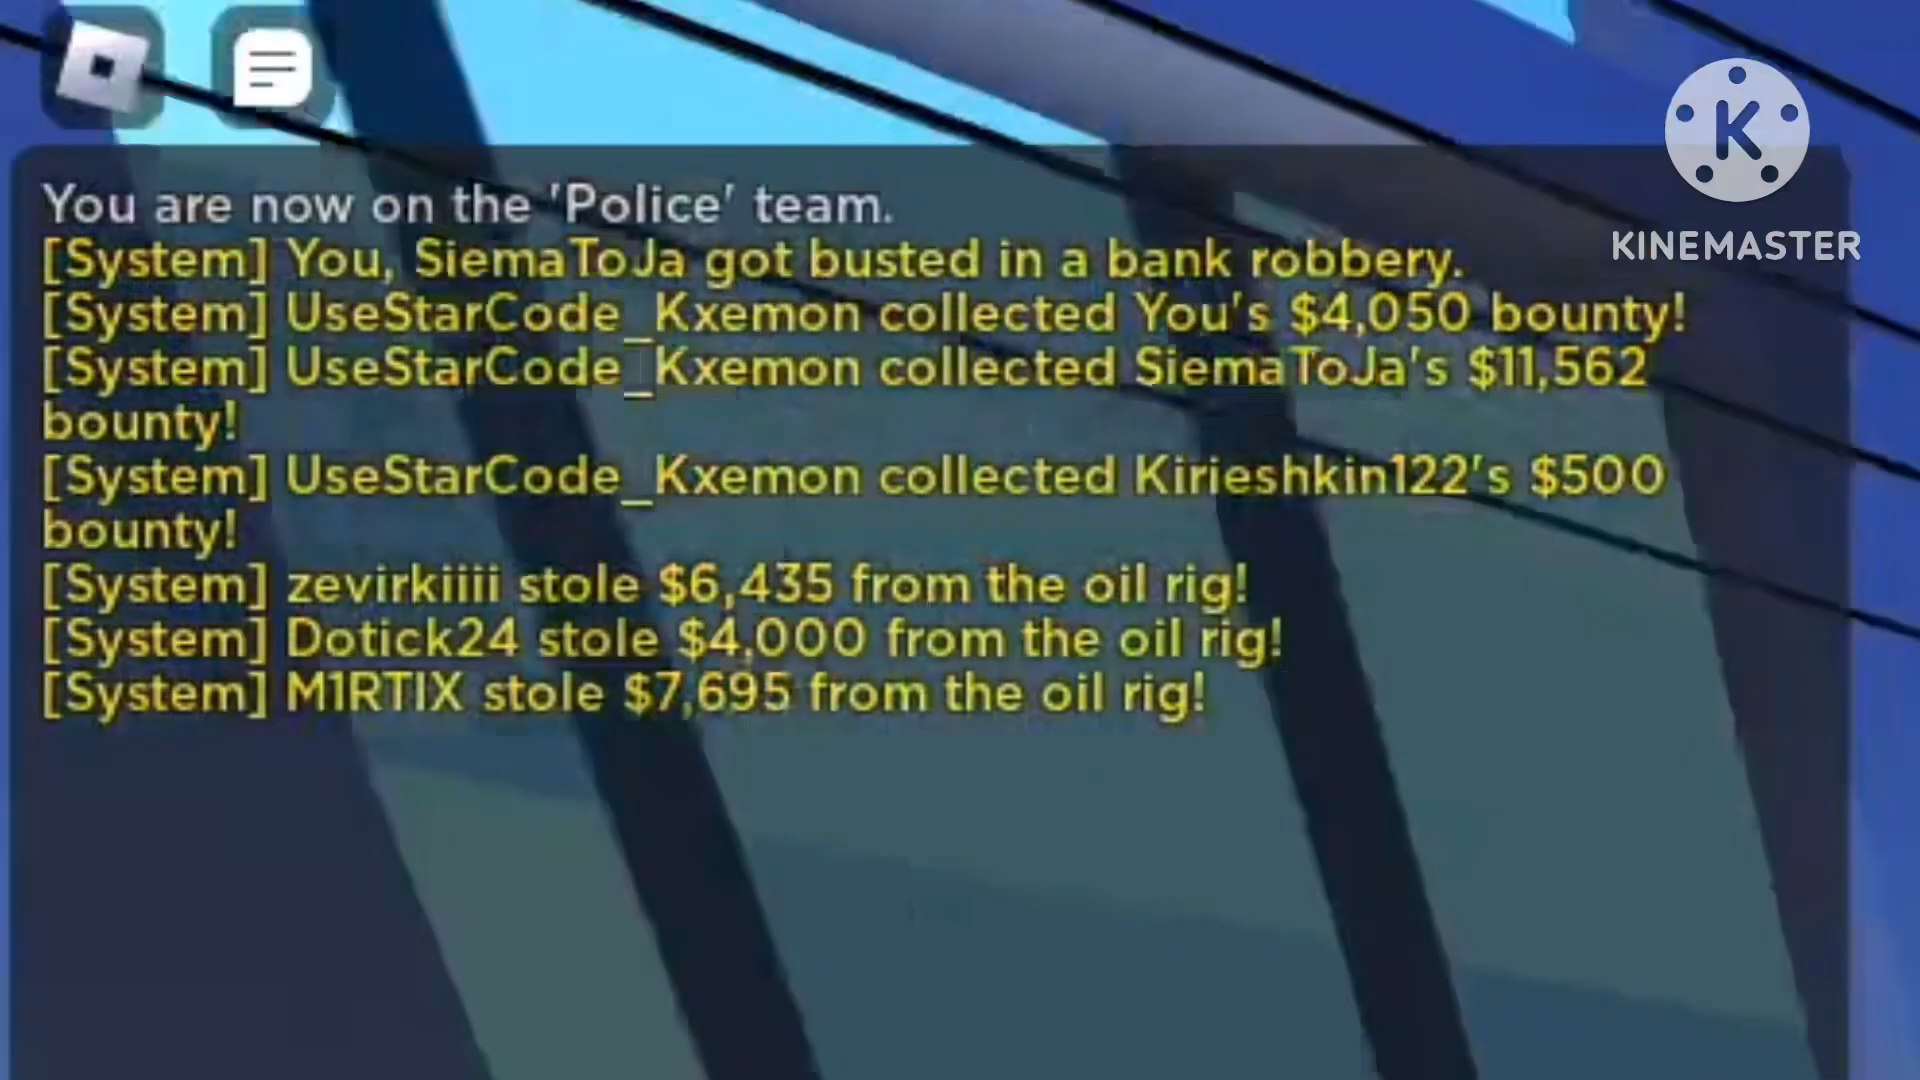 You are now on the 'Police' team.
[System] You, SiemaToJa got busted in a bank robbery.
[System] UseStarCode_Kxemon collected You's $4,050 bounty!
[System] UseStarCode_Kxemon collected SiemaToJa's $11,562
bounty!
[System] UseStarCode_Kxemon collected Kirieshkin122's $500
bounty!
[System] zevirkiiii stole $6,435 from the oil rig!
[System] Dotick24 stole $4,000 from the oil rig!
[System] M1RTIX stole $7,695 from the oil rig!
K
KINEMASTER